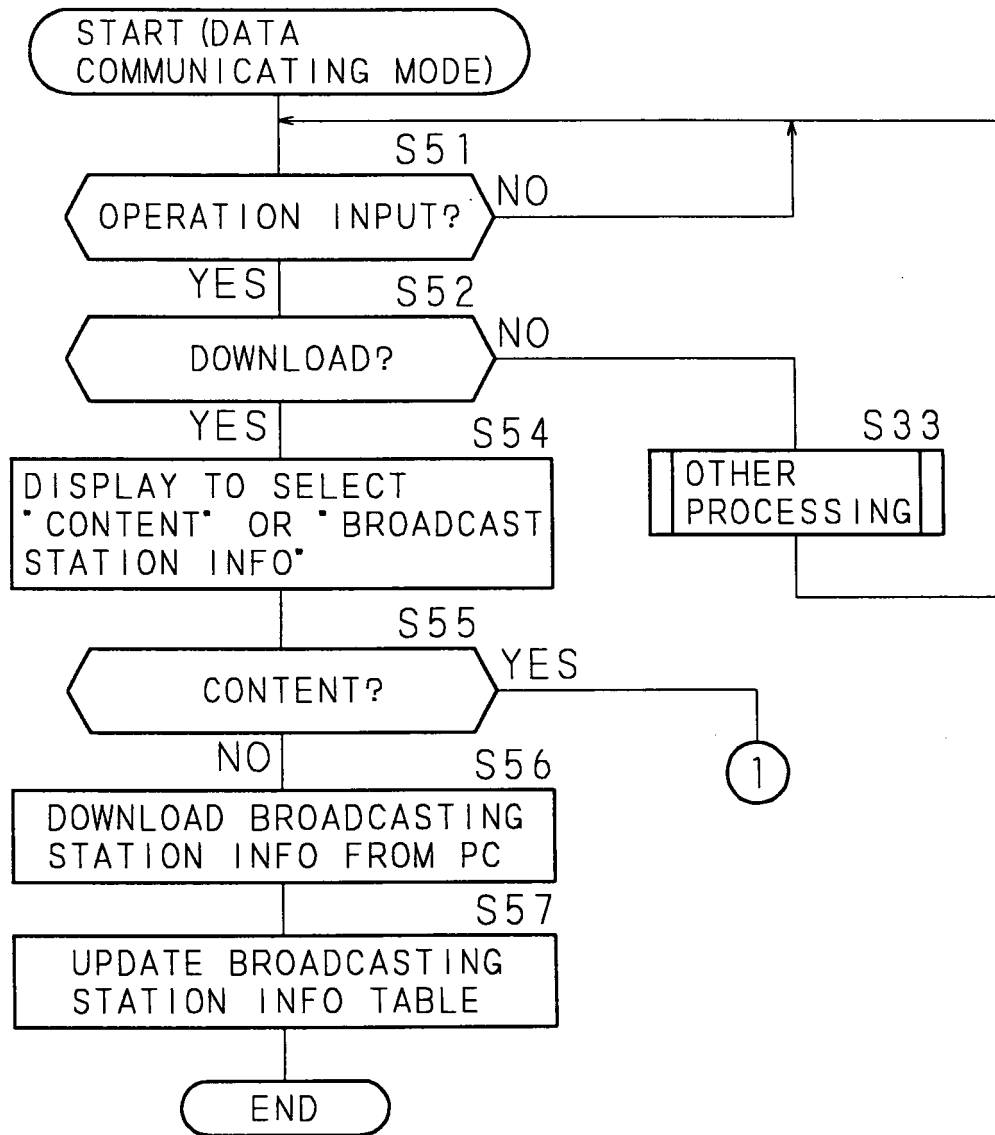 START (DATA
COMMUNICATING MODE)
S51
OPERATION INPUT?
NO
YES
S52
DOWNLOAD?
NO
YES
S54
S33
DISPLAY TO SELECT
"CONTENT" OR "BROADCAST
STATION INFO"
OTHER
PROCESSING
S55
CONTENT?
YES
NO
1
S56
DOWNLOAD BROADCASTING
STATION INFO FROM PC
S57
UPDATE BROADCASTING
STATION INFO TABLE
END